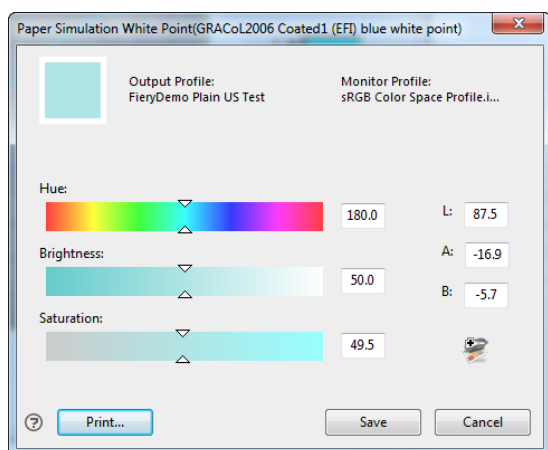 Paper Simulation White Point(GRACoL2006 Coated1 (EFI) blue white point)
Output Profile:
FieryDemo Plain US Test
Monitor Profile:
sRGB Color Space Profile.i...
Hue:
180.0
L: 87.5
Brightness:
50.0
A: -16.9
B: -5.7
Saturation:
49.5
? Print... Save Cancel